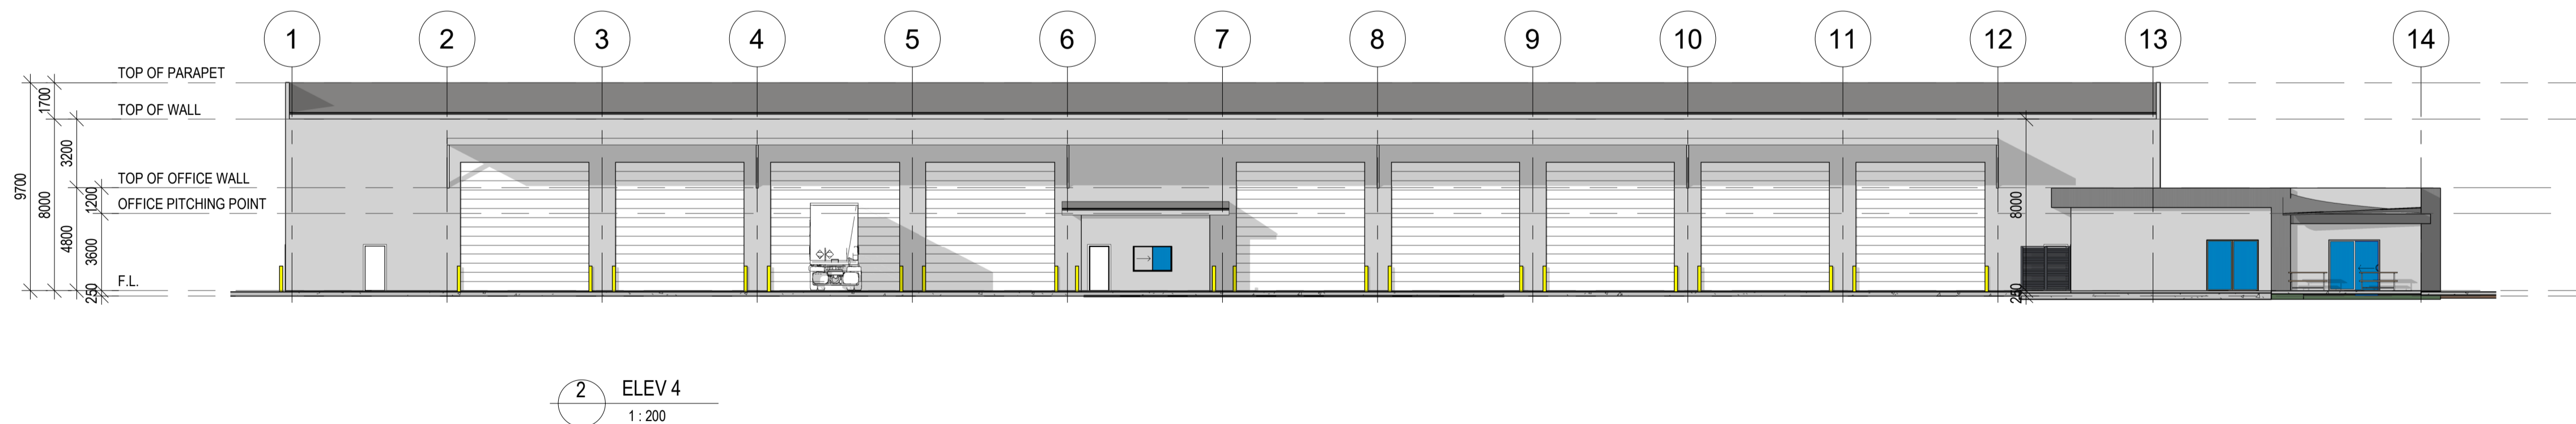 1 2 3 4 5 6 7 8 9 10 11 12 13 14
TOP OF PARAPET
1700
TOP OF WALL
3200
9700
8000
TOP OF OFFICE WALL
1200
OFFICE PITCHING POINT
8000
4800
3600
F.L.
250
250
2 ELEV 4
1 : 200